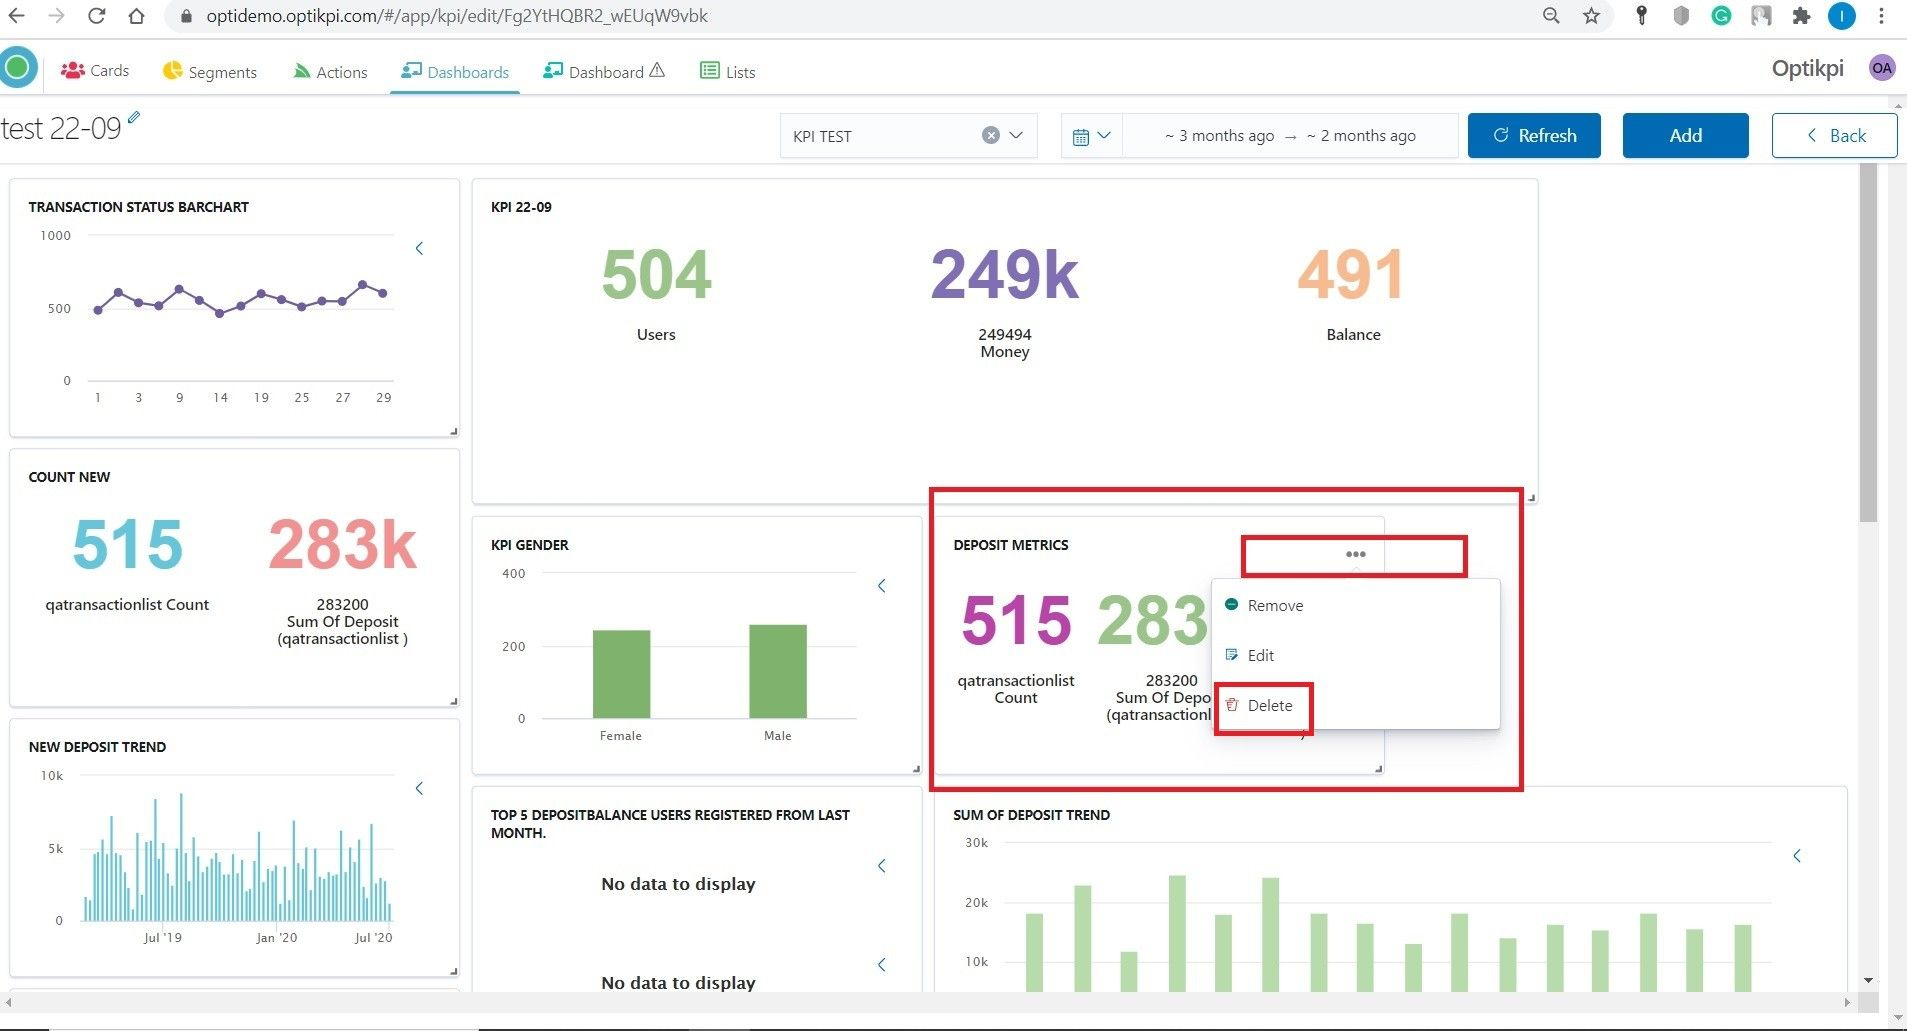 optidemo.optikpi.com/#/app/kpi/edit/Fg2YtHQBR2_wEUqW9vbk
I
Cards
Segments
Actions
Dashboards
Dashboard
Lists
Optikpi
OA
test 22-09
KPI TEST
~ 3 months ago → ~ 2 months ago
Refresh
Add
Back
TRANSACTION STATUS BARCHART
1000
500
0
1 3 9 14 19 25 27 29
KPI 22-09
504
Users
249k
249494
Money
491
Balance
COUNT NEW
515
qatransactionlist Count
283k
283200
Sum Of Deposit
(qatransactionlist )
KPI GENDER
400
200
0
Female Male
DEPOSIT METRICS
•••
515
qatransactionlist
Count
283
283200
Sum Of Depo
(qatransactionl
)
Remove
Edit
Delete
NEW DEPOSIT TREND
10k
5k
0
Jul '19 Jan '20 Jul '20
TOP 5 DEPOSITBALANCE USERS REGISTERED FROM LAST
MONTH.
No data to display
No data to display
SUM OF DEPOSIT TREND
30k
20k
10k